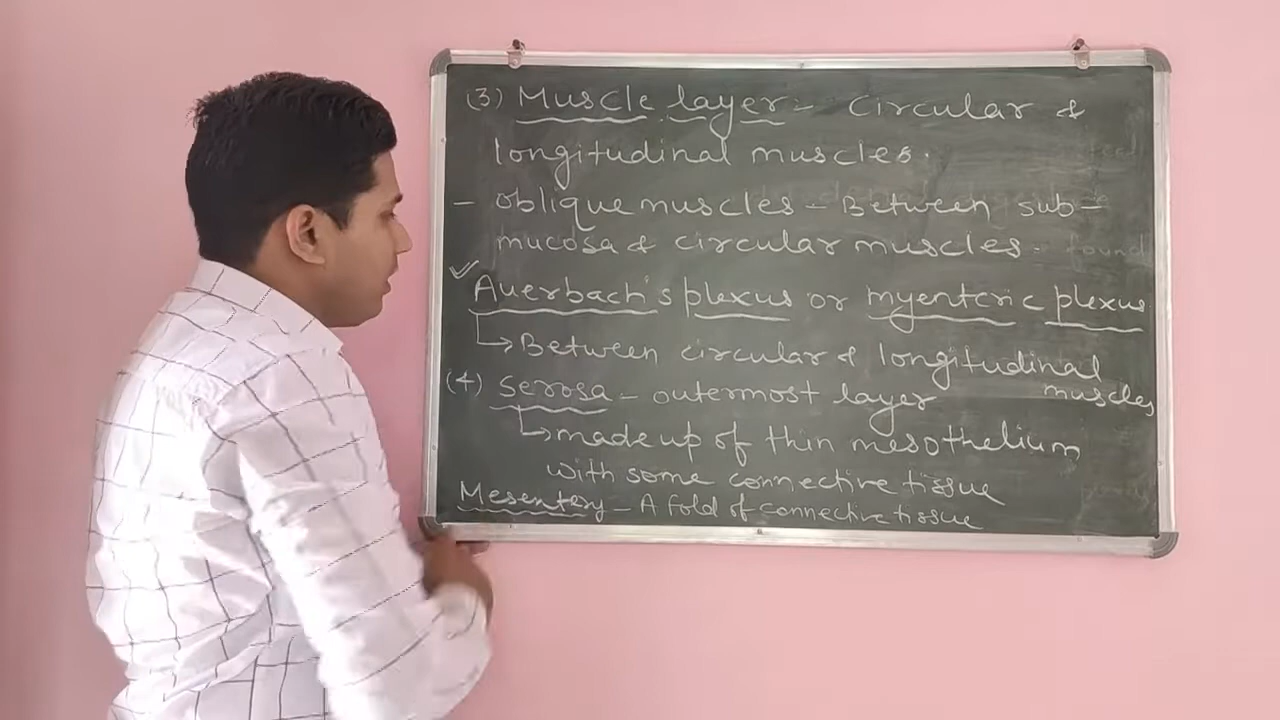 (3) Muscle layer - Circular &
longitudinal muscles.
- oblique muscles - Between sub-
mucosa & circular muscles.
Auerbach's plexus or myenteric plexus
↳ Between circular & longitudinal
muscles
(4) Serosa - outermost layer
↳ made up of thin mesothelium
with some connective tissue
Mesentery - A fold of connective tissue